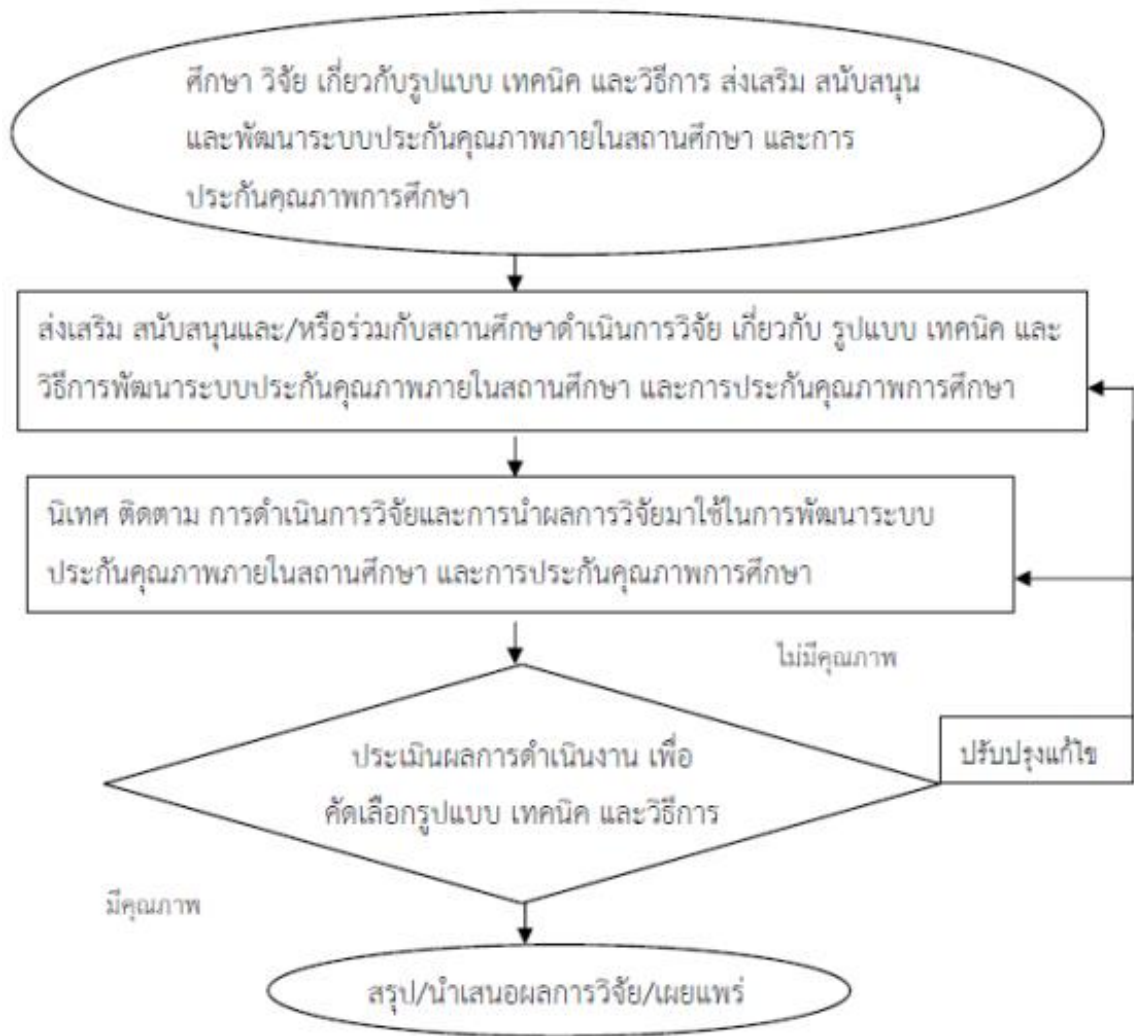 ศึกษา วิจัย เกี่ยวกับรูปแบบ เทคนิค และวิธีการ ส่งเสริม สนับสนุน
และพัฒนาระบบประกันคุณภาพภายในสถานศึกษา และการ
ประกันคุณภาพการศึกษา
ส่งเสริม สนับสนุนและ/หรือร่วมกับสถานศึกษาดำเนินการวิจัย เกี่ยวกับ รูปแบบ เทคนิค และ
วิธีการพัฒนาระบบประกันคุณภาพภายในสถานศึกษา และการประกันคุณภาพการศึกษา
นิเทศ ติดตาม การดำเนินการวิจัยและการนำผลการวิจัยมาใช้ในการพัฒนาระบบ
ประกันคุณภาพภายในสถานศึกษา และการประกันคุณภาพการศึกษา
ไม่มีคุณภาพ
ประเมินผลการดำเนินงาน เพื่อ
คัดเลือกรูปแบบ เทคนิค และวิธีการ
ปรับปรุงแก้ไข
มีคุณภาพ
สรุป/นำเสนอผลการวิจัย/เผยแพร่